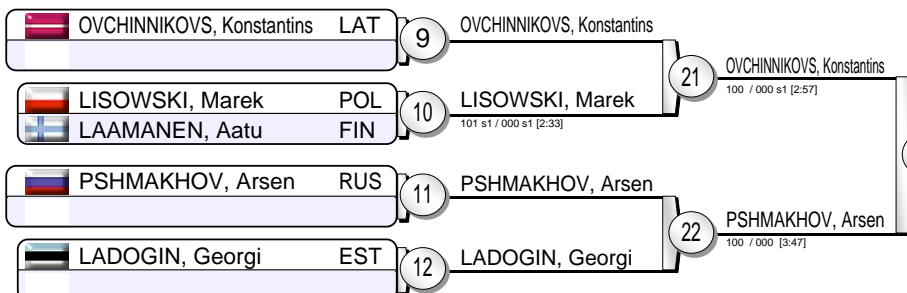 OVCHINNIKOVS, Konstantins LAT
9
OVCHINNIKOVS, Konstantins
21
OVCHINNIKOVS, Konstantins
100 / 000 s1 [2:57]
LISOWSKI, Marek POL
LAAMANEN, Aatu FIN
10
LISOWSKI, Marek
101 s1 / 000 s1 [2:33]
PSHMAKHOV, Arsen RUS
11
PSHMAKHOV, Arsen
22
PSHMAKHOV, Arsen
100 / 000 [3:47]
LADOGIN, Georgi EST
12
LADOGIN, Georgi